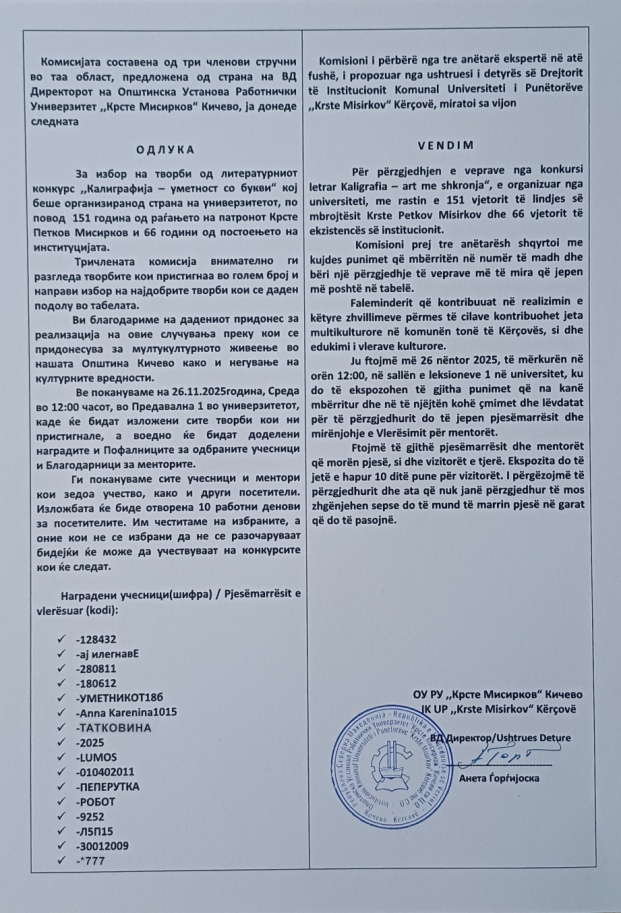 Комисијата составена од три членови стручни
во таа област, предложена од страна на ВД
Директорот на Општинска Установа Работнички
Универзитет ,,Крсте Мисирков“ Кичево, ја донеде
следната
О Д Л У К А
За избор на творби од литературниот
конкурс ,,Калиграфија – уметност со букви“ кој
беше организиранод страна на универзитетот, по
повод 151 година од раѓањето на патронот Крсте
Петков Мисирков и 66 години од постоењето на
институцијата.
Тричлената комисија внимателно ги
разгледа творбите кои пристигнаа во голем број и
направи избор на најдобрите творби кои се даден
подолу во табелата.
Ви благодариме на дадениот придонес за
реализација на овие случувања преку кои се
придонесува за мултукултурното живеење во
нашата Општина Кичево како и негување на
културните вредности.
Ве покануваме на 26.11.2025година, Среда
во 12:00 часот, во Предавална 1 во универзитетот,
каде ќе бидат изложени сите творби кои ни
пристигнале, а воедно ќе бидат доделени
наградите и Пофалниците за одбраните учесници
и Благодарници за менторите.
Ги покануваме сите учесници и ментори
кои зедоа учество, како и други посетители.
Изложбата ќе биде отворена 10 работни денови
за посетителите. Им честитаме на избраните, а
оние кои не се избрани да не се разочаруваат
бидејќи ќе може да учествуваат на конкурсите
кои ќе следат.
Наградени учесници(шифра) / Pjesëmarrësit e
vlerësuar (kodi):
✓ -128432
✓ -ај илегнавЕ
✓ -280811
✓ -180612
✓ -УМЕТНИКОТ18б
✓ -Anna Karenina1015
✓ -ТАТКОВИНА
✓ -2025
✓ -LUMOS
✓ -010402011
✓ -ПЕПЕРУТКА
✓ -РОБОТ
✓ -9252
✓ -Л5П15
✓ -30012009
✓ -*777
Komisioni i përbërë nga tre anëtarë ekspertë në atë
fushë, i propozuar nga ushtruesi i detyrës së Drejtorit
të Institucionit Komunal Universiteti i Punëtorëve
„Krste Misirkov“ Kërçovë, miratoi sa vijon
V E N D I M
Për përzgjedhjen e veprave nga konkursi
letrar Kaligrafia – art me shkronja“, e organizuar nga
universiteti, me rastin e 151 vjetorit të lindjes së
mbrojtësit Krste Petkov Misirkov dhe 66 vjetorit të
ekzistencës së institucionit.
Komisioni prej tre anëtarësh shqyrtoi me
kujdes punimet që mbërritën në numër të madh dhe
bëri një përzgjedhje të veprave më të mira që jepen
më poshtë në tabelë.
Faleminderit që kontribuuat në realizimin e
këtyre zhvillimeve përmes të cilave kontribuohet jeta
multikulturore në komunën tonë të Kërçovës, si dhe
edukimi i vlerave kulturore.
Ju ftojmë më 26 nëntor 2025, të mërkurën në
orën 12:00, në sallën e leksioneve 1 në universitet, ku
do të ekspozohen të gjitha punimet që na kanë
mbërritur dhe në të njëjtën kohë çmimet dhe lëvdatat
për të përzgjedhurit do të jepen pjesëmarrësit dhe
mirënjohje e Vlerësimit për mentorët.
Ftojmë të gjithë pjesëmarrësit dhe mentorët
që morën pjesë, si dhe vizitorët e tjerë. Ekspozita do të
jetë e hapur 10 ditë pune për vizitorët. I përgëzojmë të
përzgjedhurit dhe ata që nuk janë përzgjedhur të mos
zhgënjehen sepse do të mund të marrin pjesë në garat
që do të pasojnë.
ОУ РУ ,,Крсте Мисирков“ Кичево
IK UP ,,Krste Misirkov“ Kërçovë
ВД Директор/Ushtrues Deture
Анета Ѓорѓиоска